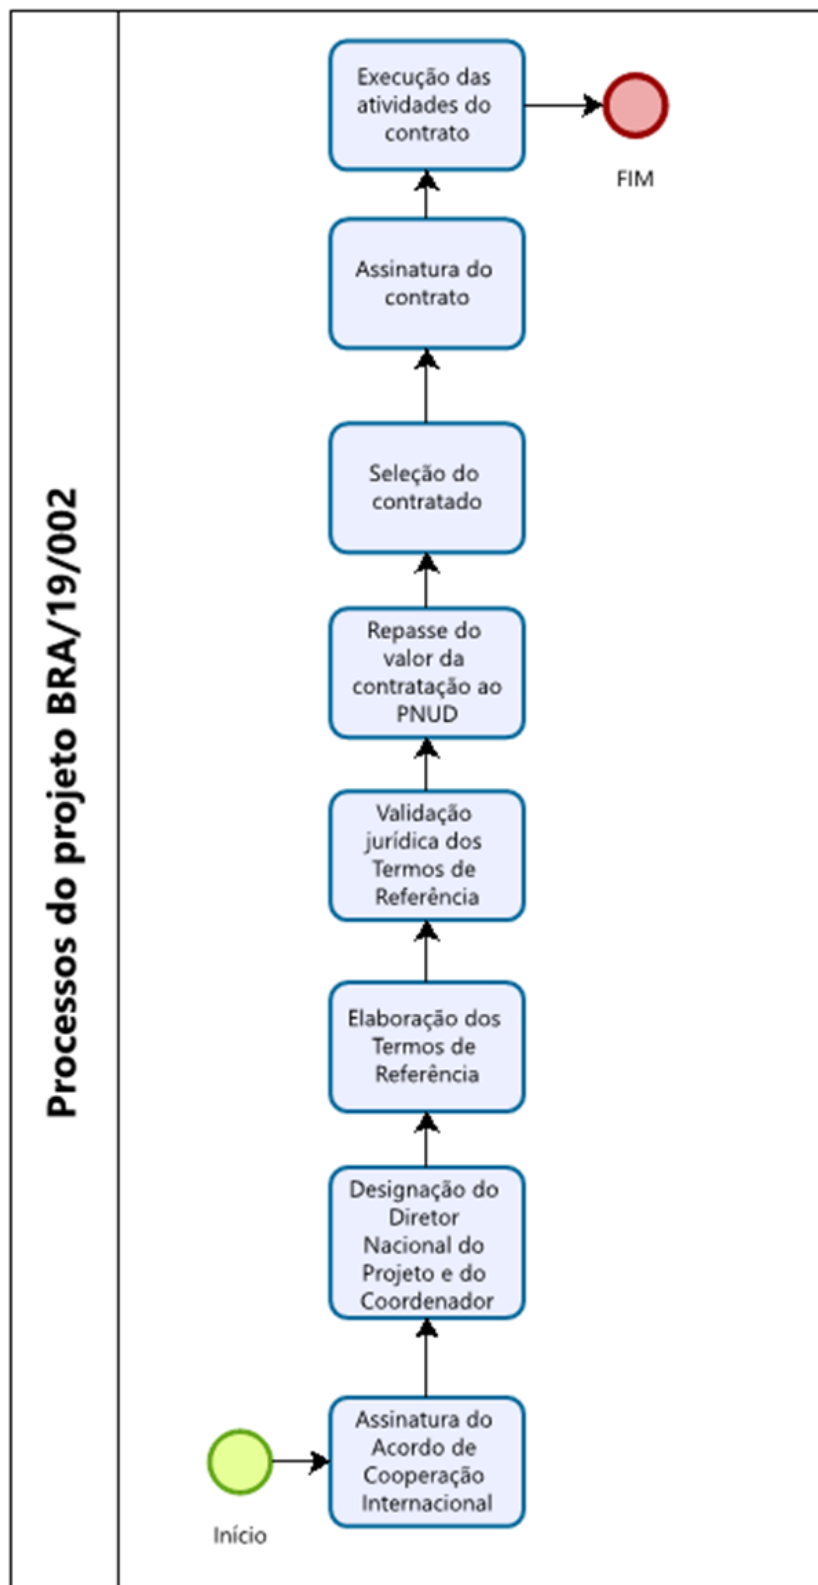 Processos do projeto BRA/19/002
Execução das
atividades do
contrato
FIM
Assinatura do
contrato
Seleção do
contratado
Repasse do
valor da
contratação ao
PNUD
Validação
jurídica dos
Termos de
Referência
Elaboração dos
Termos de
Referência
Designação do
Diretor
Nacional do
Projeto e do
Coordenador
Assinatura do
Acordo de
Cooperação
Internacional
Início